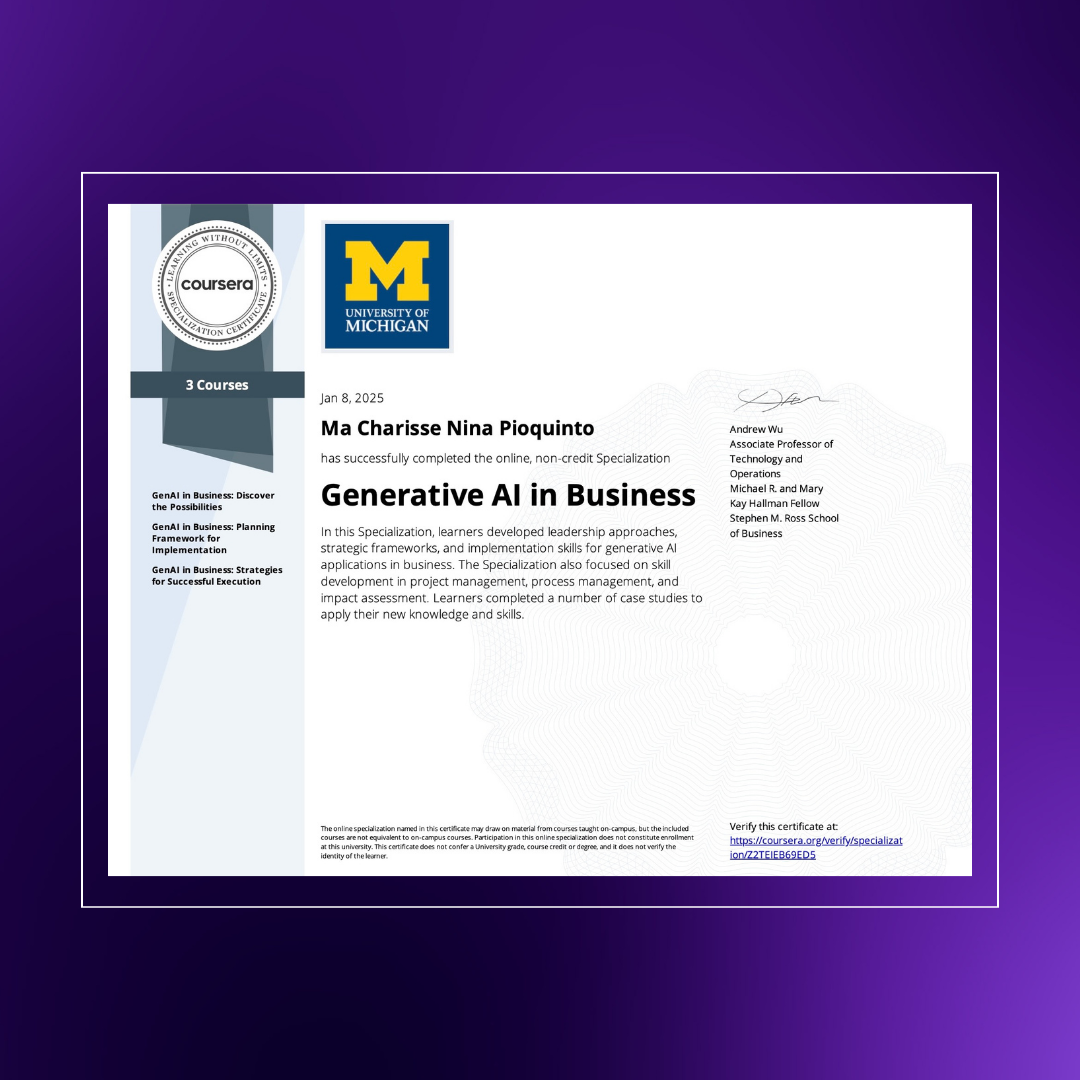 LEARNING WITHOUT LIMITS
coursera
SPECIALIZATION CERTIFICATE
3 Courses
GenAI in Business: Discover
the Possibilities
GenAI in Business: Planning
Framework for
Implementation
GenAI in Business: Strategies
for Successful Execution
M
UNIVERSITY OF
MICHIGAN
Jan 8, 2025
Ma Charisse Nina Pioquinto
has successfully completed the online, non-credit Specialization
Generative AI in Business
In this Specialization, learners developed leadership approaches,
strategic frameworks, and implementation skills for generative AI
applications in business. The Specialization also focused on skill
development in project management, process management, and
impact assessment. Learners completed a number of case studies to
apply their new knowledge and skills.
Andrew Wu
Associate Professor of
Technology and
Operations
Michael R. and Mary
Kay Hallman Fellow
Stephen M. Ross School
of Business
The online specialization named in this certificate may draw on material from courses taught on-campus, but the included
courses are not equivalent to on-campus courses. Participation in this online specialization does not constitute enrollment
at this university. This certificate does not confer a University grade, course credit or degree, and it does not verify the
identity of the learner.
Verify this certificate at:
https://coursera.org/verify/specializat
ion/Z2TEIEB69ED5